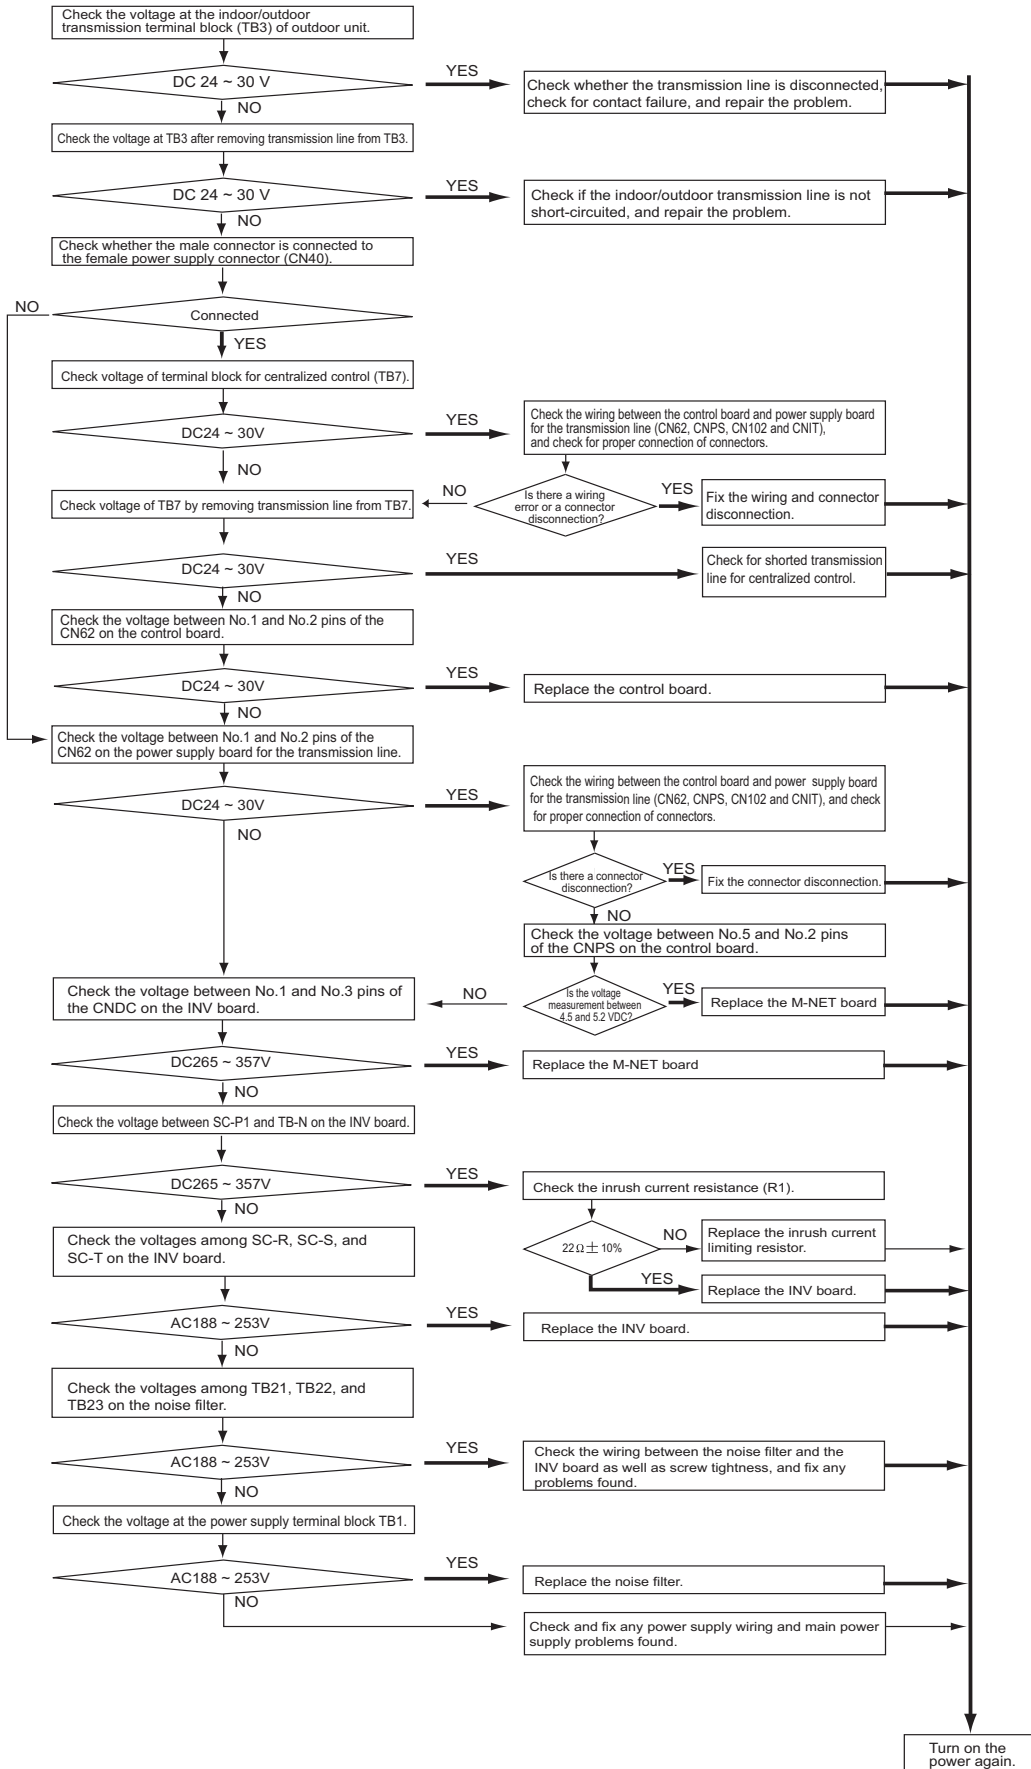 Check the voltage at the indoor/outdoor
transmission terminal block (TB3) of outdoor unit.
DC 24 ~ 30 V
YES
Check whether the transmission line is disconnected,
check for contact failure, and repair the problem.
NO
Check the voltage at TB3 after removing transmission line from TB3.
DC 24 ~ 30 V
YES
Check if the indoor/outdoor transmission line is not
short-circuited, and repair the problem.
NO
Check whether the male connector is connected to
the female power supply connector (CN40).
NO
Connected
YES
Check voltage of terminal block for centralized control (TB7).
DC24 ~ 30V
YES
Check the wiring between the control board and power supply board
for the transmission line (CN62, CNPS, CN102 and CNIT),
and check for proper connection of connectors.
NO
Check voltage of TB7 by removing transmission line from TB7.
NO
Is there a wiring
error or a connector
disconnection?
YES
Fix the wiring and connector
disconnection.
DC24 ~ 30V
YES
Check for shorted transmission
line for centralized control.
NO
Check the voltage between No.1 and No.2 pins of the
CN62 on the control board.
DC24 ~ 30V
YES
Replace the control board.
NO
Check the voltage between No.1 and No.2 pins of the
CN62 on the power supply board for the transmission line.
DC24 ~ 30V
YES
Check the wiring between the control board and power supply board
for the transmission line (CN62, CNPS, CN102 and CNIT), and check
for proper connection of connectors.
NO
Is there a connector
disconnection?
YES
Fix the connector disconnection.
NO
Check the voltage between No.5 and No.2 pins
of the CNPS on the control board.
Check the voltage between No.1 and No.3 pins of
the CNDC on the INV board.
NO
Is the voltage
measurement between
4.5 and 5.2 VDC?
YES
Replace the M-NET board
DC265 ~ 357V
YES
Replace the M-NET board
NO
Check the voltage between SC-P1 and TB-N on the INV board.
DC265 ~ 357V
YES
Check the inrush current resistance (R1).
NO
Check the voltages among SC-R, SC-S, and
SC-T on the INV board.
22 Ω ± 10%
NO
Replace the inrush current
limiting resistor.
YES
Replace the INV board.
AC188 ~ 253V
YES
Replace the INV board.
NO
Check the voltages among TB21, TB22, and
TB23 on the noise filter.
AC188 ~ 253V
YES
Check the wiring between the noise filter and the
INV board as well as screw tightness, and fix any
problems found.
NO
Check the voltage at the power supply terminal block TB1.
AC188 ~ 253V
YES
Replace the noise filter.
NO
Check and fix any power supply wiring and main power
supply problems found.
Turn on the
power again.